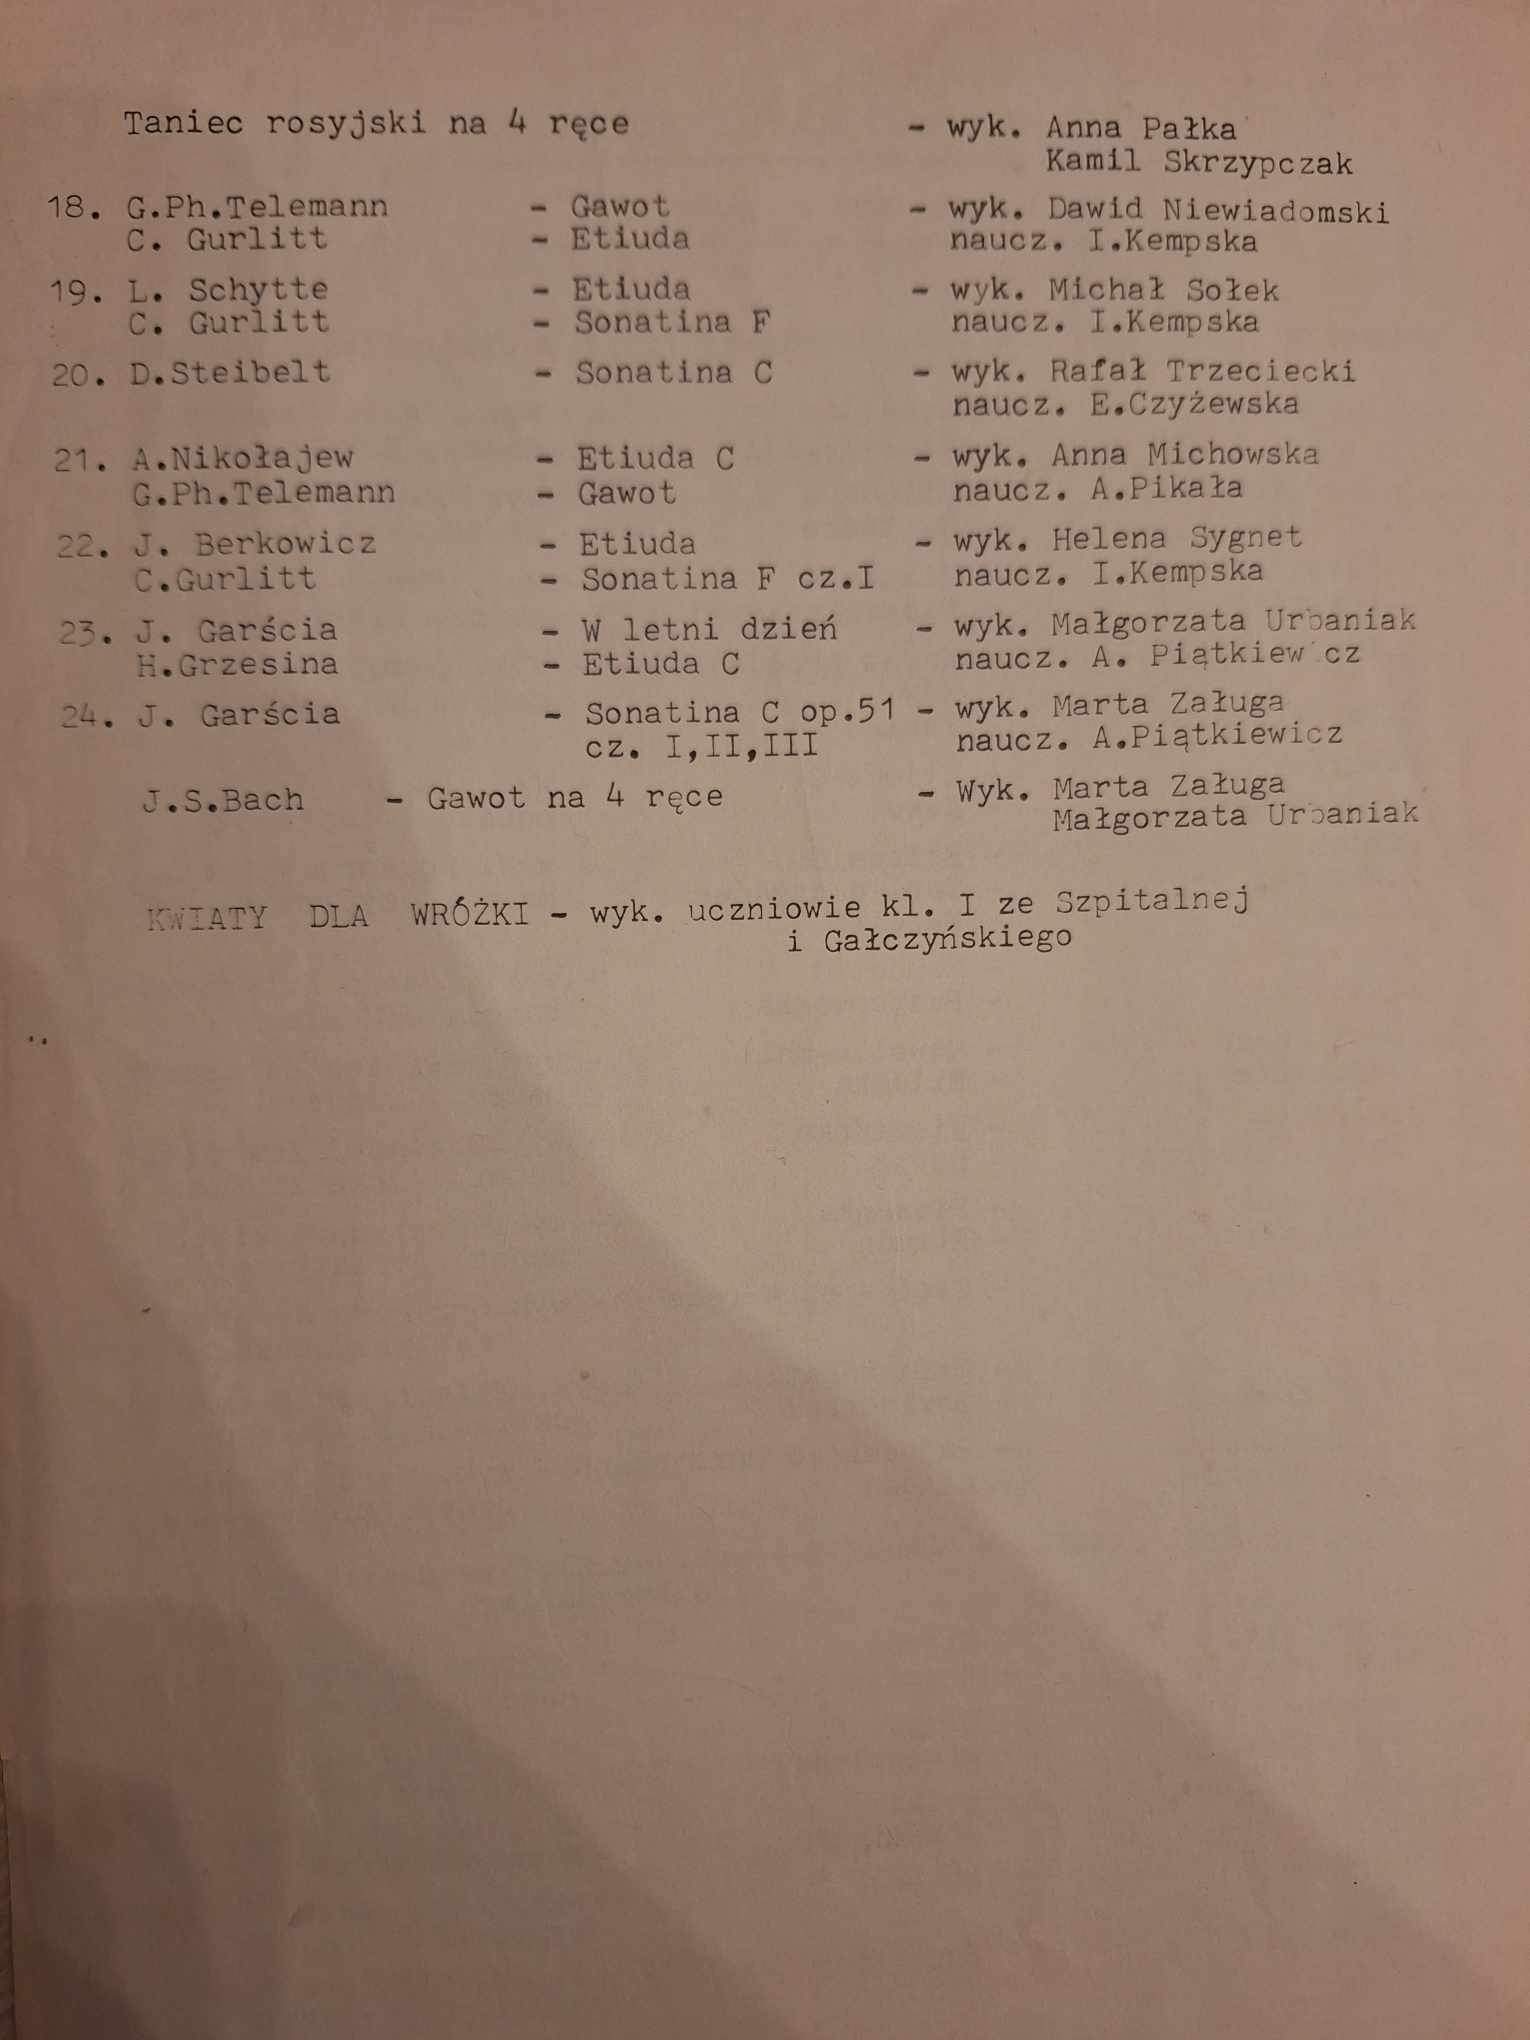 Taniec rosyjski na 4 ręce - wyk. Anna Pałka
Kamil Skrzypczak
18. G.Ph.Telemann - Gawot - wyk. Dawid Niewiadomski
C. Gurlitt - Etiuda naucz. I.Kempska
19. L. Schytte - Etiuda - wyk. Michał Sołek
C. Gurlitt - Sonatina F naucz. I.Kempska
20. D.Steibelt - Sonatina C - wyk. Rafał Trzeciecki
naucz. E.Czyżewska
21. A.Nikołajew - Etiuda C - wyk. Anna Michowska
G.Ph.Telemann - Gawot naucz. A.Pikała
22. J. Berkowicz - Etiuda - wyk. Helena Sygnet
C.Gurlitt - Sonatina F cz.I naucz. I.Kempska
23. J. Garścia - W letni dzień - wyk. Małgorzata Urbaniak
H.Grzesina - Etiuda C naucz. A. Piątkiewicz
24. J. Garścia - Sonatina C op.51 - wyk. Marta Załuga
cz. I,II,III naucz. A.Piątkiewicz
J.S.Bach - Gawot na 4 ręce - Wyk. Marta Załuga
Małgorzata Urbaniak
KWIATY DLA WRÓŻKI - wyk. uczniowie kl. I ze Szpitalnej
i Gałczyńskiego